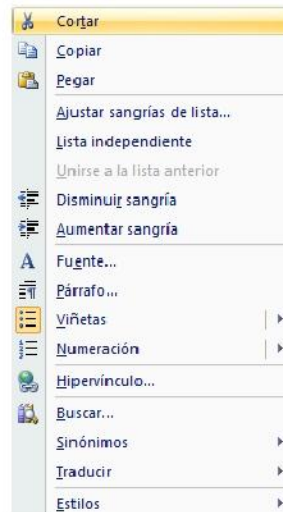 Cortar
Copiar
Pegar
Ajustar sangrías de lista...
Lista independiente
Unirse a la lista anterior
Disminuir sangría
Aumentar sangría
Fuente...
Párrafo...
Viñetas
Numeración
Hipervínculo...
Buscar...
Sinónimos
Traducir
Estilos